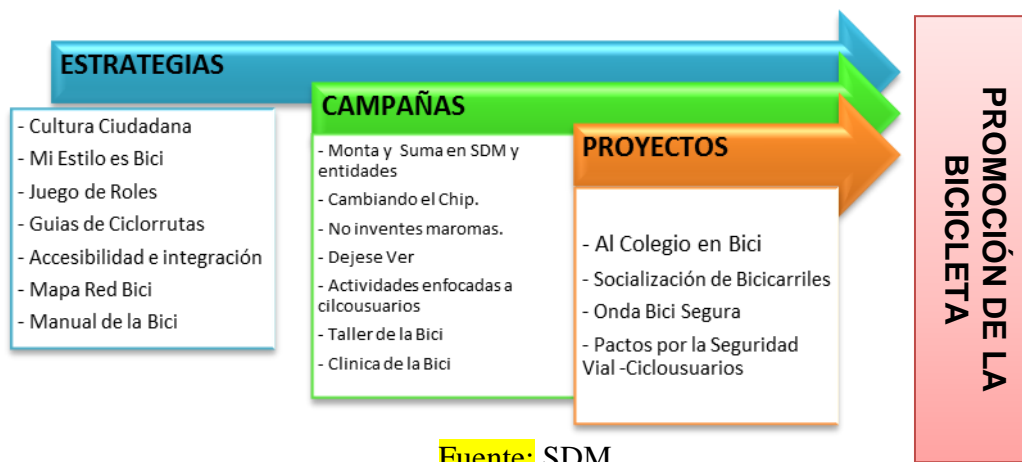 ESTRATEGIAS
- Cultura Ciudadana
- Mi Estilo es Bici
- Juego de Roles
- Guias de Ciclorrutas
- Accesibilidad e integración
- Mapa Red Bici
- Manual de la Bici
CAMPAÑAS
- Monta y Suma en SDM y
entidades
- Cambiando el Chip.
- No inventes maromas.
- Dejese Ver
- Actividades enfocadas a
cilcousuarios
- Taller de la Bici
- Clinica de la Bici
PROYECTOS
- Al Colegio en Bici
- Socialización de Bicicarriles
- Onda Bici Segura
- Pactos por la Seguridad
Vial -Ciclousuarios
PROMOCIÓN DE LA
BICICLETA
Fuente: SDM